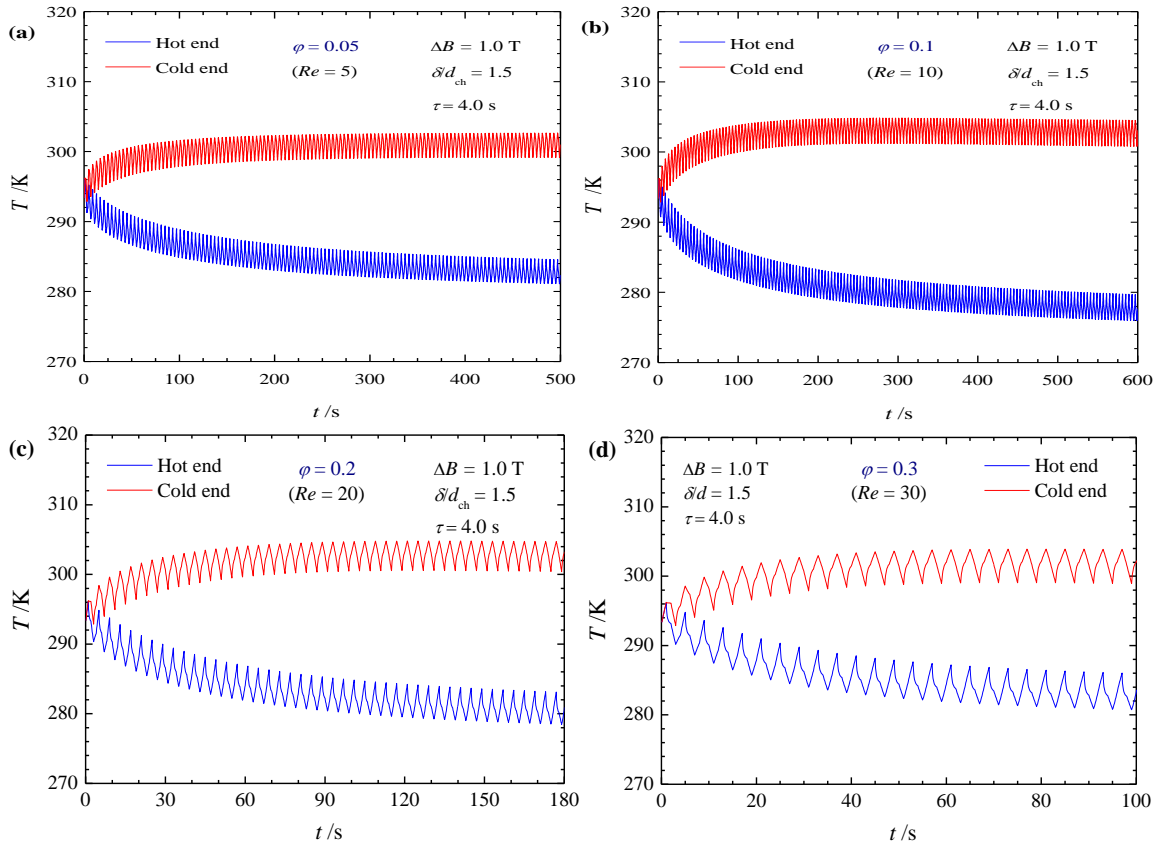 (a)
320
Hot end
φ = 0.05
ΔB = 1.0 T
Cold end
(Re = 5)
δ/d_ch = 1.5
310
τ = 4.0 s
300
T /K
290
280
270
0 100 200 300 400 500
t /s
(b)
320
Hot end
φ = 0.1
ΔB = 1.0 T
Cold end
(Re = 10)
δ/d_ch = 1.5
310
τ = 4.0 s
300
T /K
290
280
270
0 100 200 300 400 500 600
t /s
(c)
320
Hot end
φ = 0.2
ΔB = 1.0 T
Cold end
(Re = 20)
δ/d_ch = 1.5
310
τ = 4.0 s
300
T /K
290
280
270
0 30 60 90 120 150 180
t /s
(d)
320
ΔB = 1.0 T
φ = 0.3
Hot end
δ/d = 1.5
(Re = 30)
Cold end
310
τ = 4.0 s
300
T /K
290
280
270
0 20 40 60 80 100
t /s